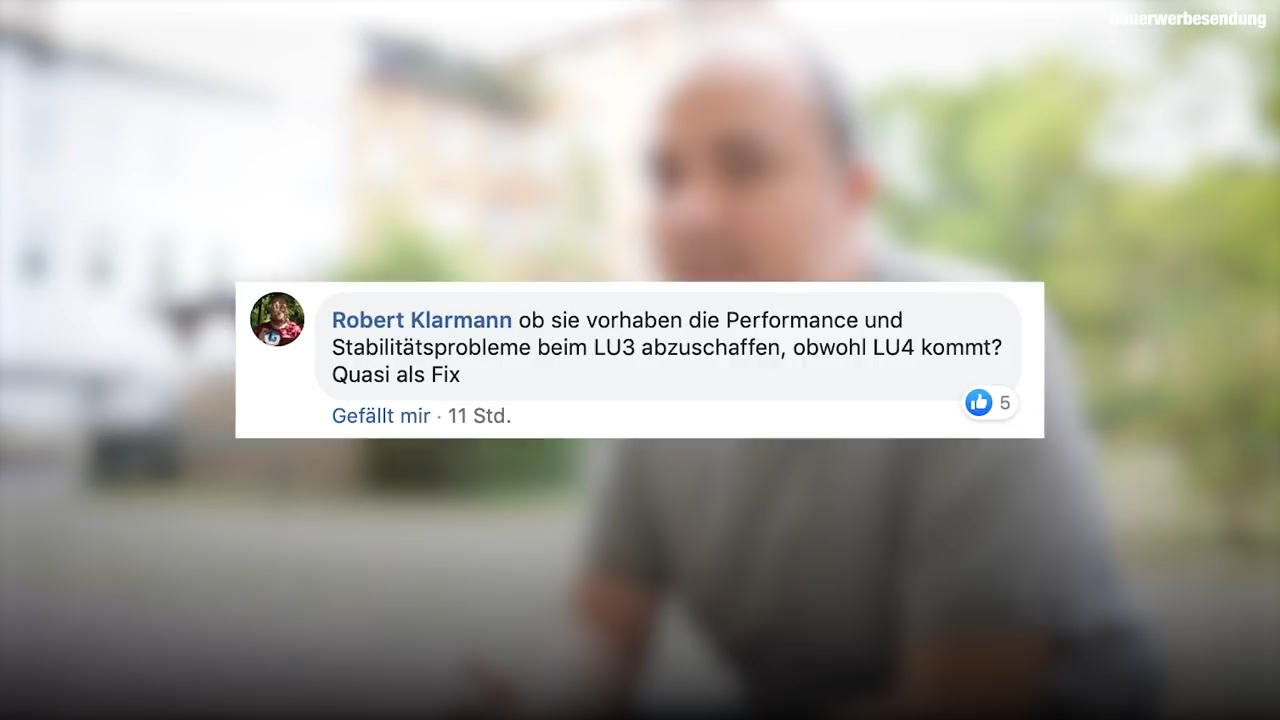 Dauerwerbesendung
Robert Klarmann ob sie vorhaben die Performance und
Stabilitätsprobleme beim LU3 abzuschaffen, obwohl LU4 kommt?
Quasi als Fix
5
Gefällt mir · 11 Std.